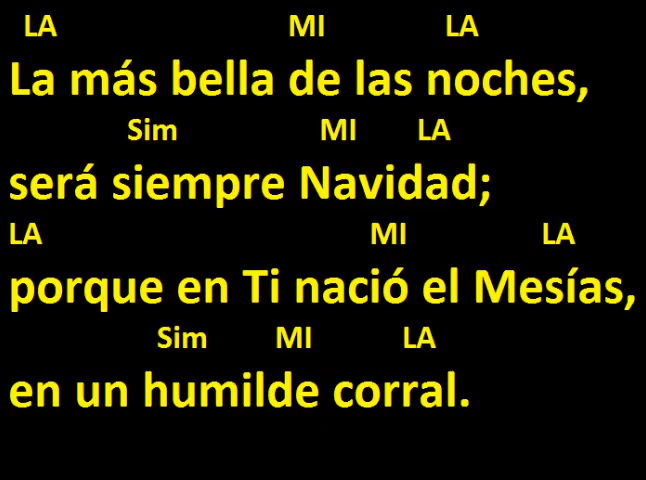 LA MI LA
La más bella de las noches,
Sim MI LA
será siempre Navidad;
LA MI LA
porque en Ti nació el Mesías,
Sim MI LA
en un humilde corral.